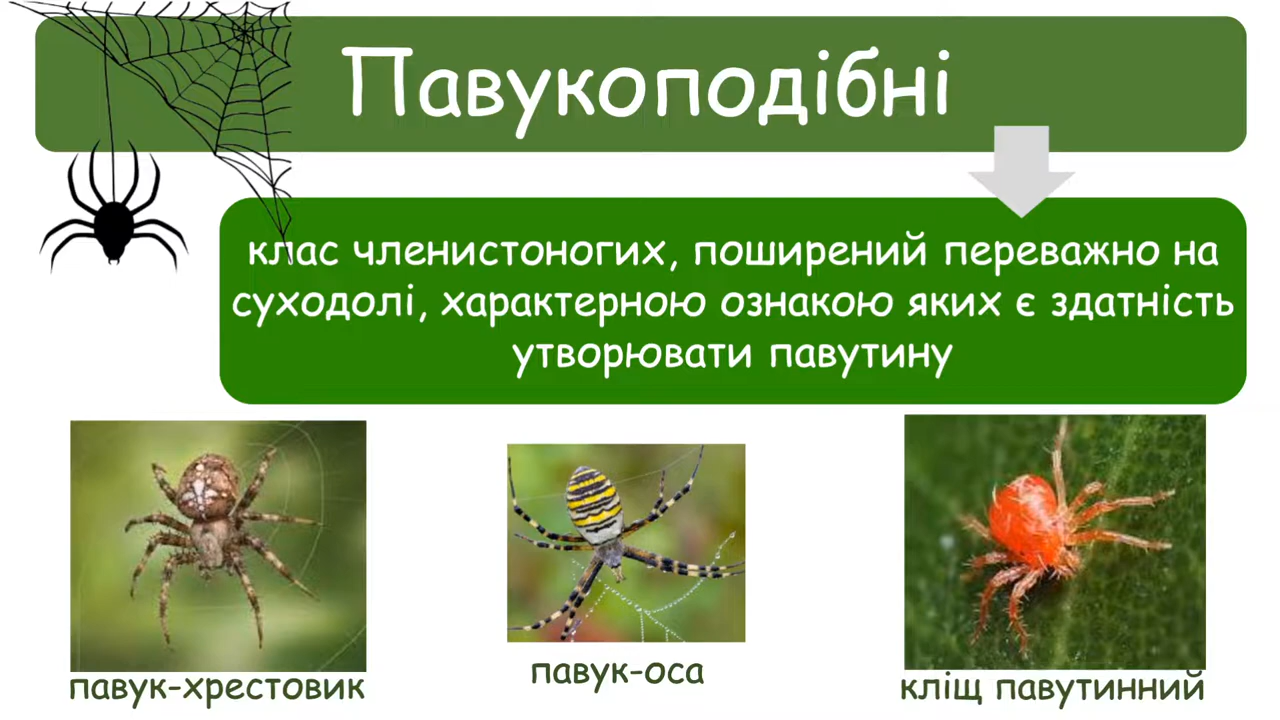 Павукоподібні
клас членистоногих, поширений переважно на
суходолі, характерною ознакою яких є здатність
утворювати павутину
павук-хрестовик
павук-оса
кліщ павутинний